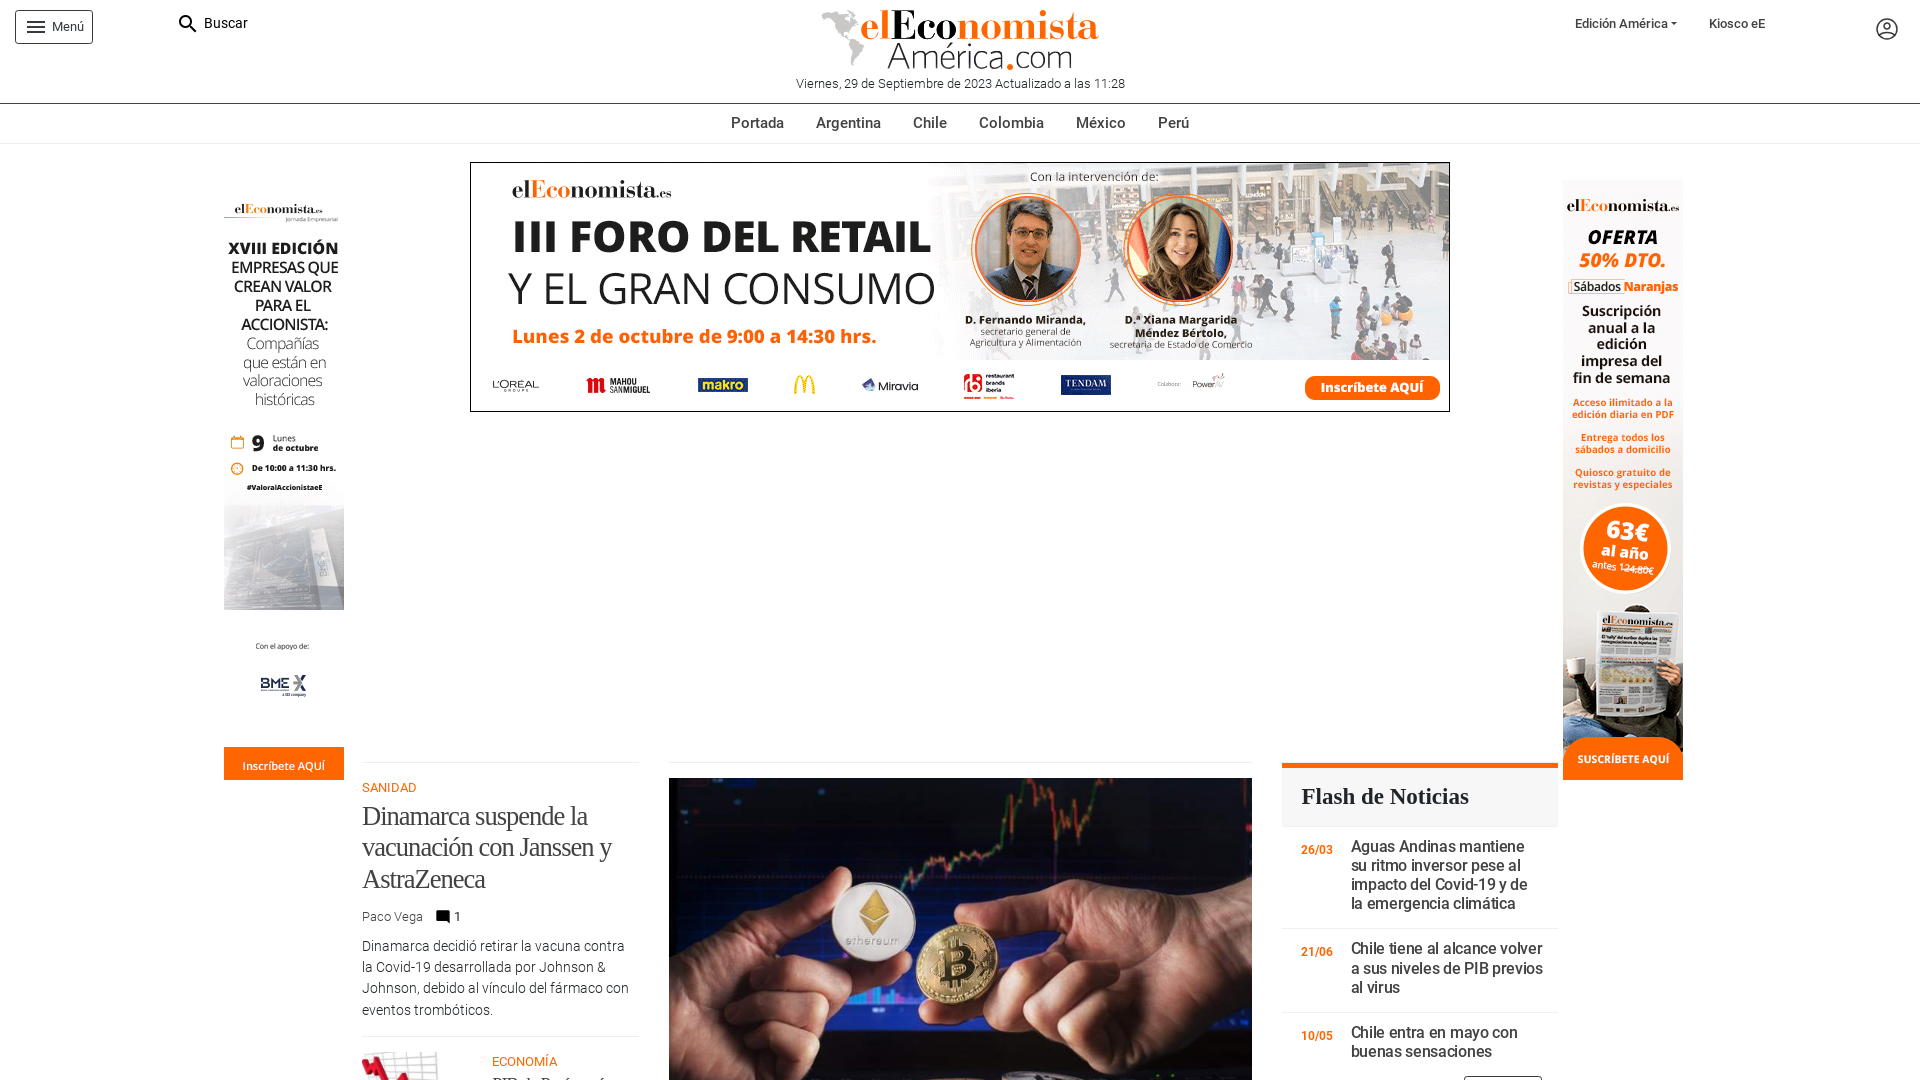 Menú
Buscar
elEconomista
América.com
Edición América
Kiosco eE
Viernes, 29 de Septiembre de 2023 Actualizado a las 11:28
Portada
Argentina
Chile
Colombia
México
Perú
elEconomista.es
Jornada Empresarial
XVIII EDICIÓN
EMPRESAS QUE
CREAN VALOR
PARA EL
ACCIONISTA:
Compañías
que están en
valoraciones
históricas
9 Lunes
de octubre
De 10:00 a 11:30 hrs.
#ValoralAccionistaeE
Con el apoyo de:
BME X
Inscríbete AQUÍ
elEconomista.es
III FORO DEL RETAIL
Y EL GRAN CONSUMO
Lunes 2 de octubre de 9:00 a 14:30 hrs.
Con la intervención de:
D. Fernando Miranda,
secretario general de
Agricultura y Alimentación
D.ª Xiana Margarida
Méndez Bértolo,
secretaria de Estado de Comercio
L'ORÉAL
GROUPE
MAHOU
SANMIGUEL
makro
Miravia
restaurant
brands
iberia
TENDAM
Colabora:
Inscríbete AQUÍ
elEconomista.es
OFERTA
50% DTO.
Sábados Naranjas
Suscripción
anual a la
edición
impresa del
fin de semana
Acceso ilimitado a la
edición diaria en PDF
Entrega todos los
sábados a domicilio
Quiosco gratuito de
revistas y especiales
63€
al año
antes 124,80€
elEconomista.es
SUSCRÍBETE AQUÍ
SANIDAD
Dinamarca suspende la
vacunación con Janssen y
AstraZeneca
Paco Vega 1
Dinamarca decidió retirar la vacuna contra
la Covid-19 desarrollada por Johnson &
Johnson, debido al vínculo del fármaco con
eventos trombóticos.
ECONOMÍA
ethereum
Flash de Noticias
26/03 Aguas Andinas mantiene
su ritmo inversor pese al
impacto del Covid-19 y de
la emergencia climática
21/06 Chile tiene al alcance volver
a sus niveles de PIB previos
al virus
10/05 Chile entra en mayo con
buenas sensaciones